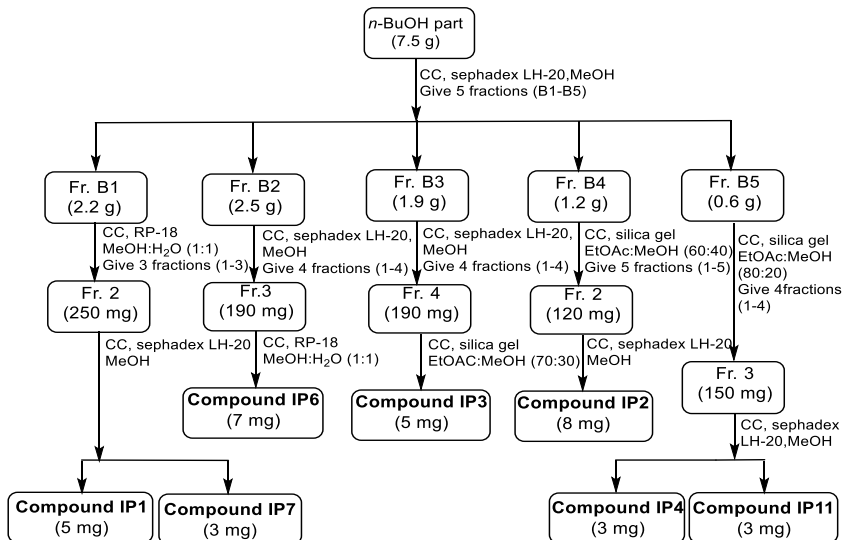 n-BuOH part
(7.5 g)
CC, sephadex LH-20,MeOH
Give 5 fractions (B1-B5)
Fr. B1
(2.2 g)
Fr. B2
(2.5 g)
Fr. B3
(1.9 g)
Fr. B4
(1.2 g)
Fr. B5
(0.6 g)
CC, RP-18
MeOH:H₂O (1:1)
Give 3 fractions (1-3)
CC, sephadex LH-20,
MeOH
Give 4 fractions (1-4)
CC, sephadex LH-20,
MeOH
Give 4 fractions (1-4)
CC, silica gel
EtOAc:MeOH (60:40)
Give 5 fractions (1-5)
CC, silica gel
EtOAc:MeOH
(80:20)
Give 4fractions
(1-4)
Fr. 2
(250 mg)
Fr.3
(190 mg)
Fr. 4
(190 mg)
Fr. 2
(120 mg)
CC, sephadex LH-20
MeOH
CC, RP-18
MeOH:H₂O (1:1)
CC, silica gel
EtOAC:MeOH (70:30)
CC, sephadex LH-20
MeOH
Fr. 3
(150 mg)
Compound IP6
(7 mg)
Compound IP3
(5 mg)
Compound IP2
(8 mg)
CC, sephadex
LH-20,MeOH
Compound IP1
(5 mg)
Compound IP7
(3 mg)
Compound IP4
(3 mg)
Compound IP11
(3 mg)